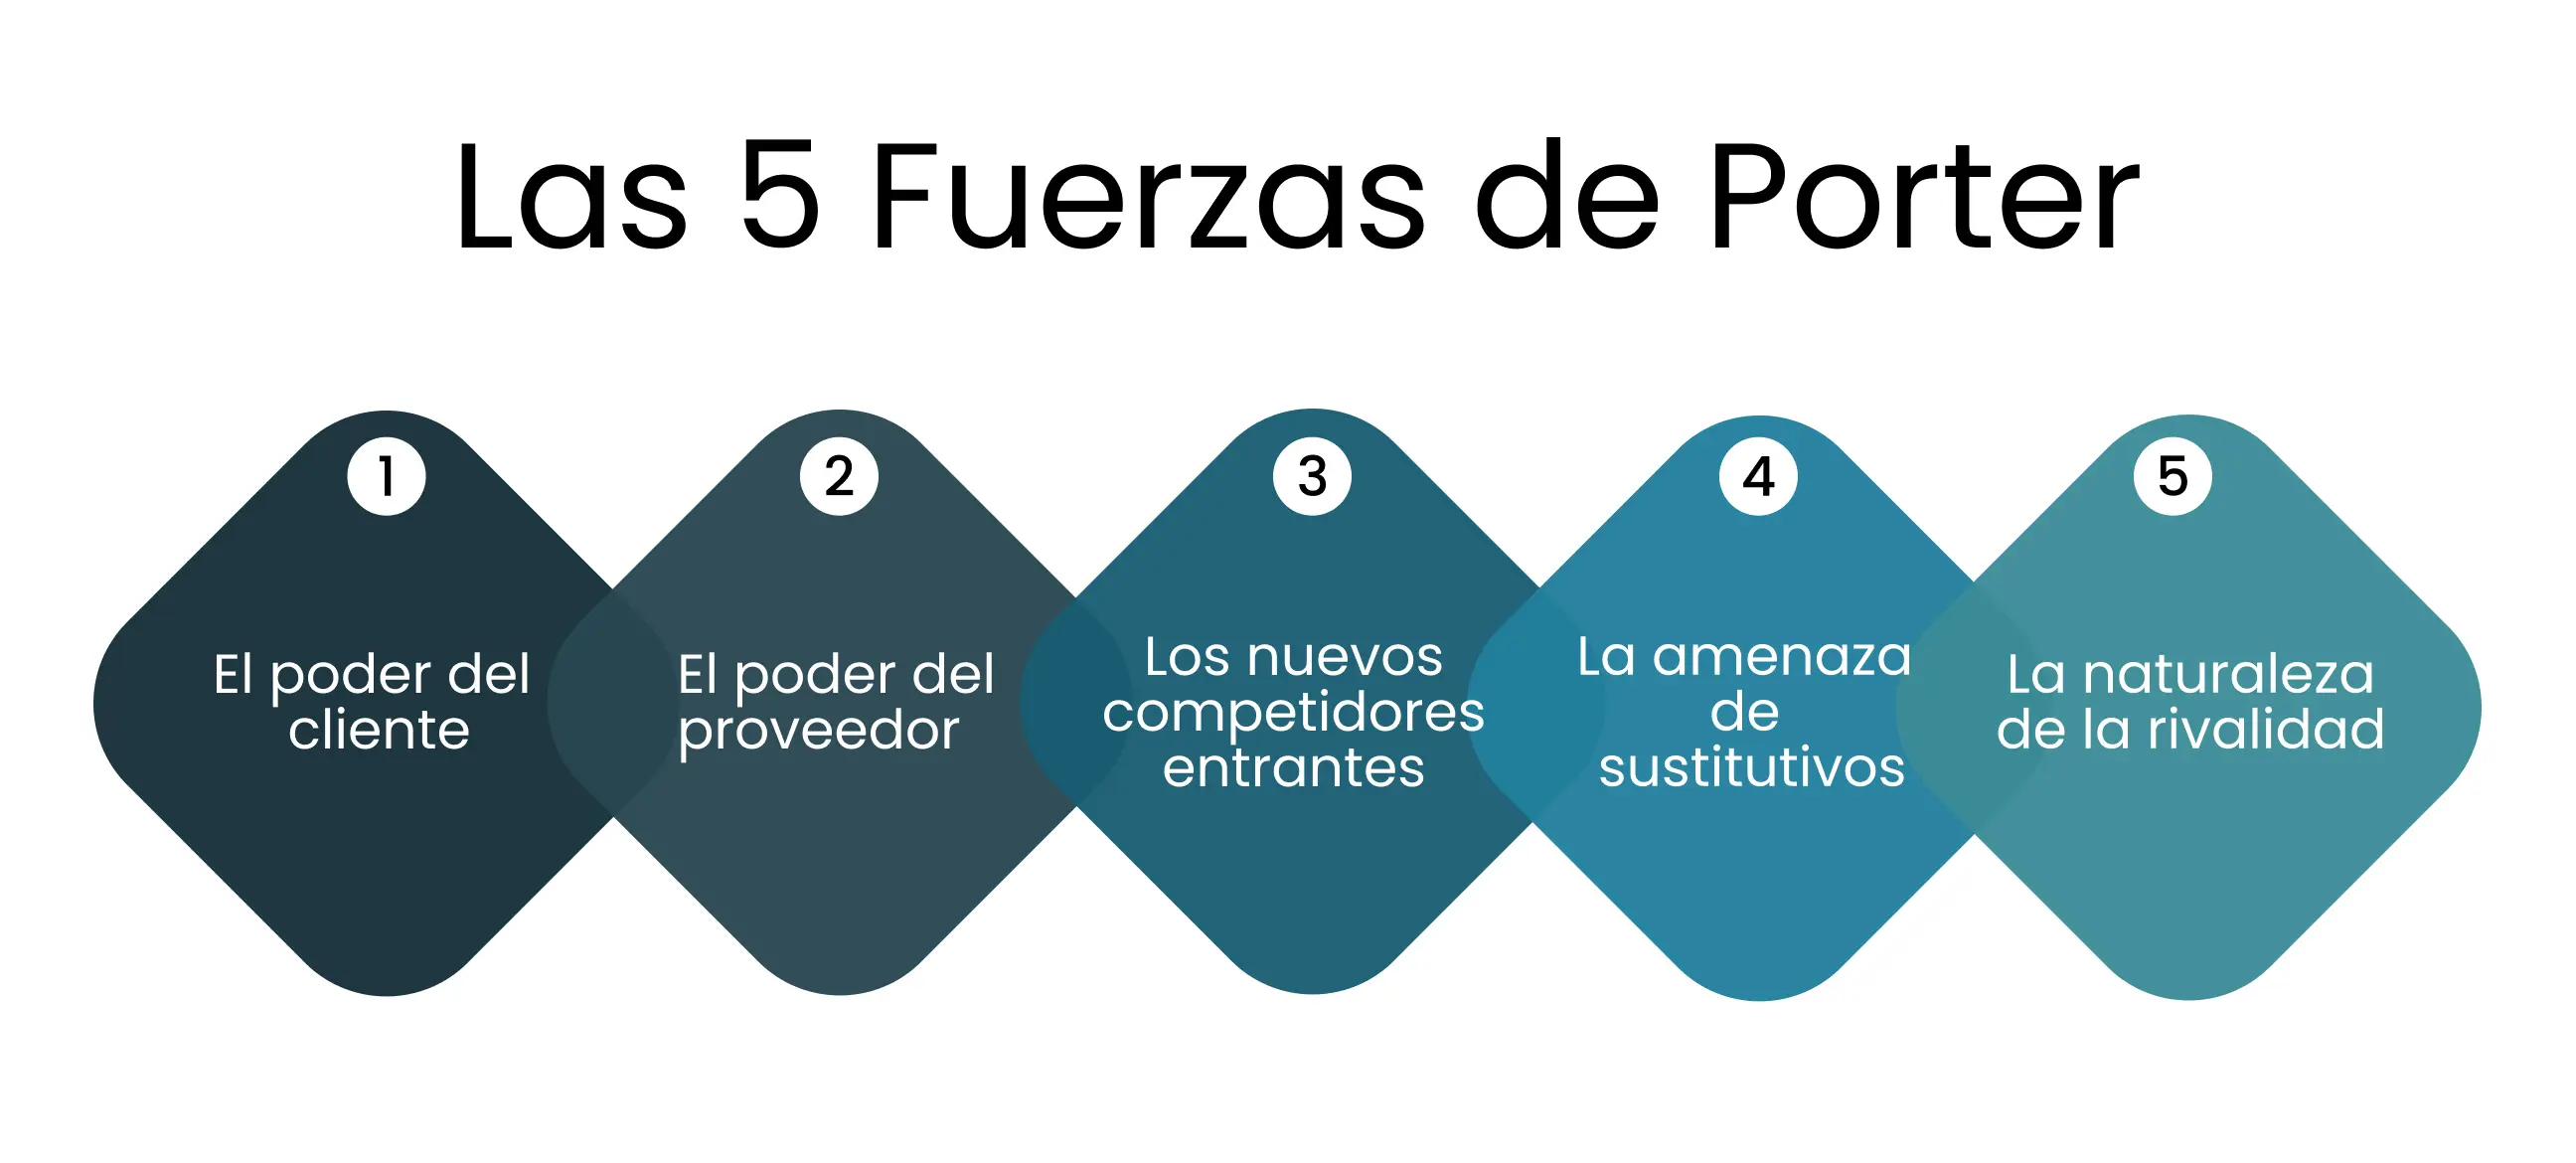 Las 5 Fuerzas de Porter
1
El poder del
cliente
2
El poder del
proveedor
3
Los nuevos
competidores
entrantes
4
La amenaza
de
sustitutivos
5
La naturaleza
de la rivalidad